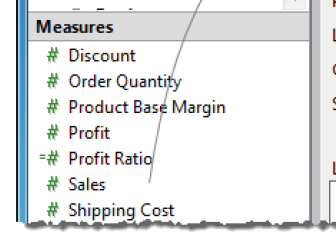 Measures
# Discount
# Order Quantity
# Product Base Margin
# Profit
=# Profit Ratio
# Sales
# Shipping Cost